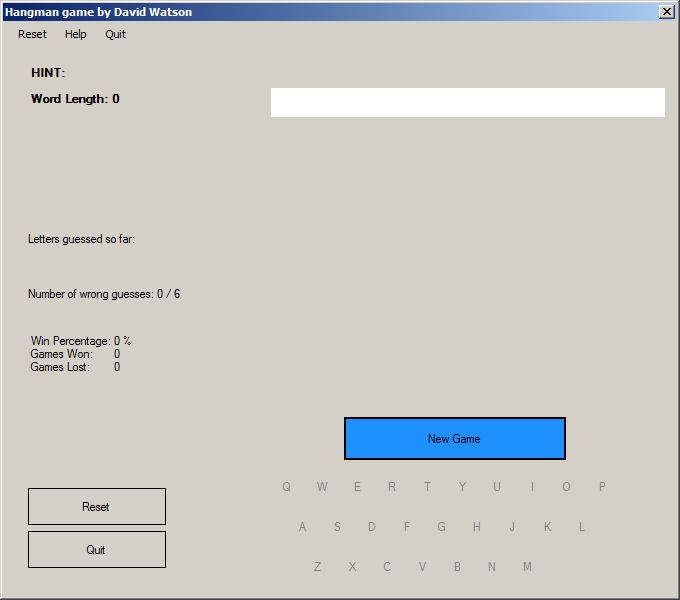 Hangman game by David Watson
Reset Help Quit
HINT:
Word Length: 0
Letters guessed so far:
Number of wrong guesses: 0 / 6
Win Percentage: 0 %
Games Won: 0
Games Lost: 0
New Game
Q W E R T Y U I O P
Reset
A S D F G H J K L
Quit
Z X C V B N M